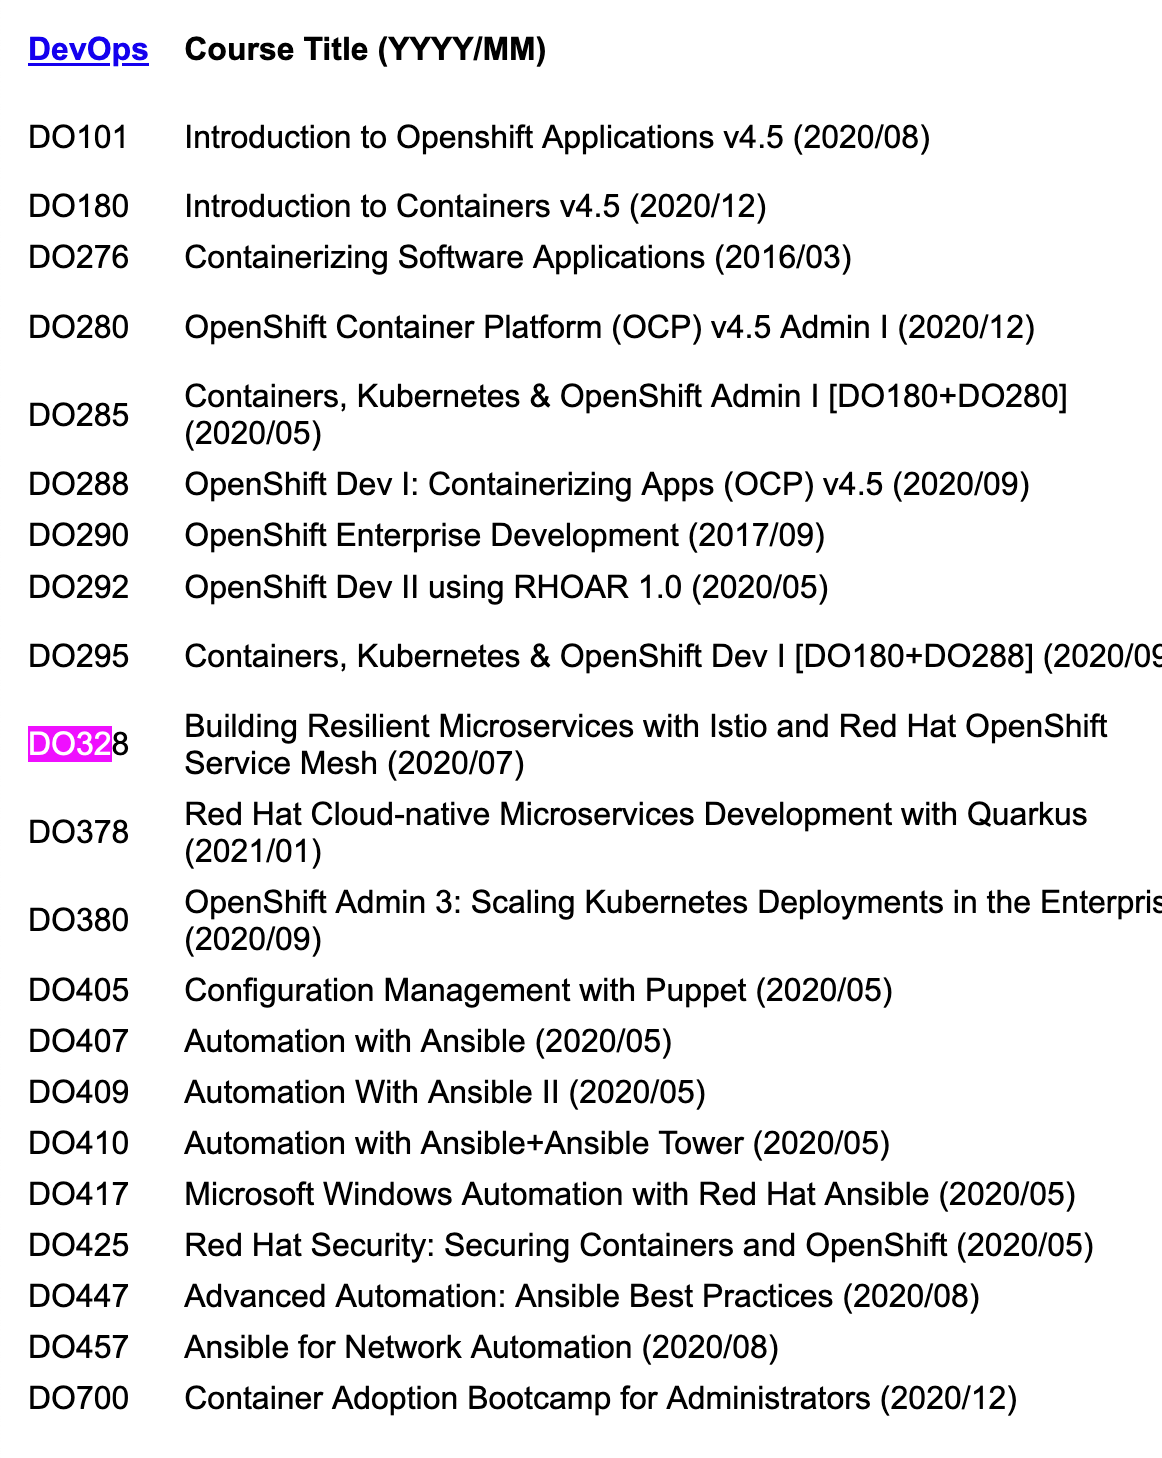 DevOps Course Title (YYYY/MM)
DO101 Introduction to Openshift Applications v4.5 (2020/08)
DO180 Introduction to Containers v4.5 (2020/12)
DO276 Containerizing Software Applications (2016/03)
DO280 OpenShift Container Platform (OCP) v4.5 Admin I (2020/12)
DO285 Containers, Kubernetes & OpenShift Admin I [DO180+DO280]
(2020/05)
DO288 OpenShift Dev I: Containerizing Apps (OCP) v4.5 (2020/09)
DO290 OpenShift Enterprise Development (2017/09)
DO292 OpenShift Dev II using RHOAR 1.0 (2020/05)
DO295 Containers, Kubernetes & OpenShift Dev I [DO180+DO288] (2020/09
DO328 Building Resilient Microservices with Istio and Red Hat OpenShift
Service Mesh (2020/07)
DO378 Red Hat Cloud-native Microservices Development with Quarkus
(2021/01)
DO380 OpenShift Admin 3: Scaling Kubernetes Deployments in the Enterpris
(2020/09)
DO405 Configuration Management with Puppet (2020/05)
DO407 Automation with Ansible (2020/05)
DO409 Automation With Ansible II (2020/05)
DO410 Automation with Ansible+Ansible Tower (2020/05)
DO417 Microsoft Windows Automation with Red Hat Ansible (2020/05)
DO425 Red Hat Security: Securing Containers and OpenShift (2020/05)
DO447 Advanced Automation: Ansible Best Practices (2020/08)
DO457 Ansible for Network Automation (2020/08)
DO700 Container Adoption Bootcamp for Administrators (2020/12)